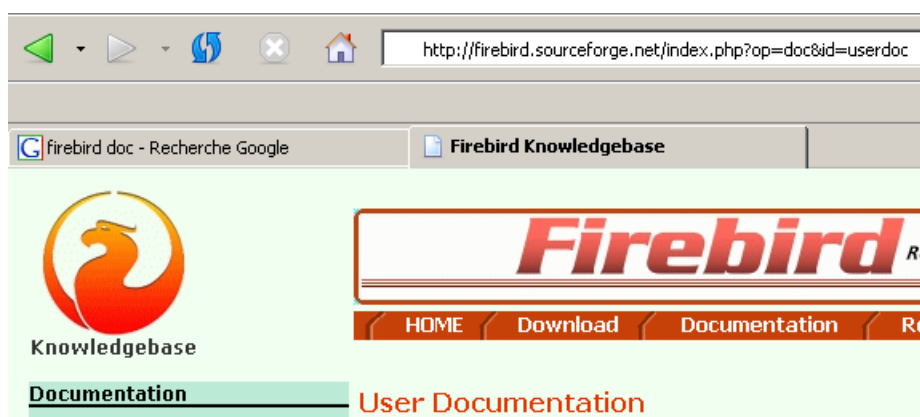 http://firebird.sourceforge.net/index.php?op=doc&id=userdoc
firebird doc - Recherche Google
Firebird Knowledgebase
Firebird
HOME Download Documentation
Knowledgebase
Documentation
User Documentation